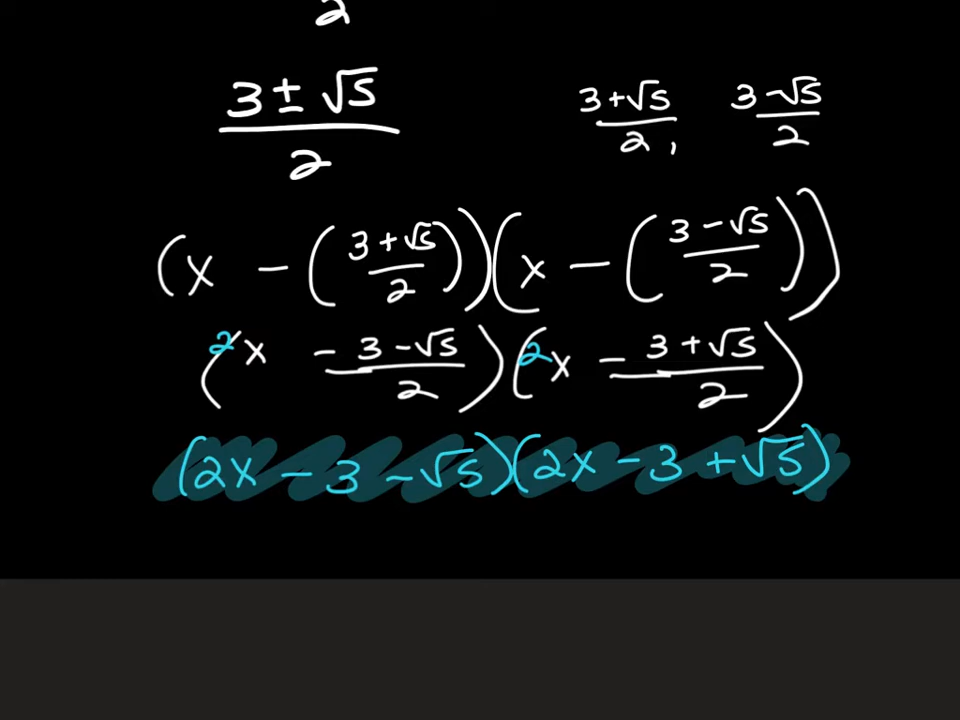 2
3 ± √5 / 2    3+√5 / 2 ,    3-√5 / 2
(x - (3+√5 / 2))(x - (3-√5 / 2))
(2x - 3-√5 / 2)(2x - 3+√5 / 2)
(2x - 3 - √5)(2x - 3 + √5)